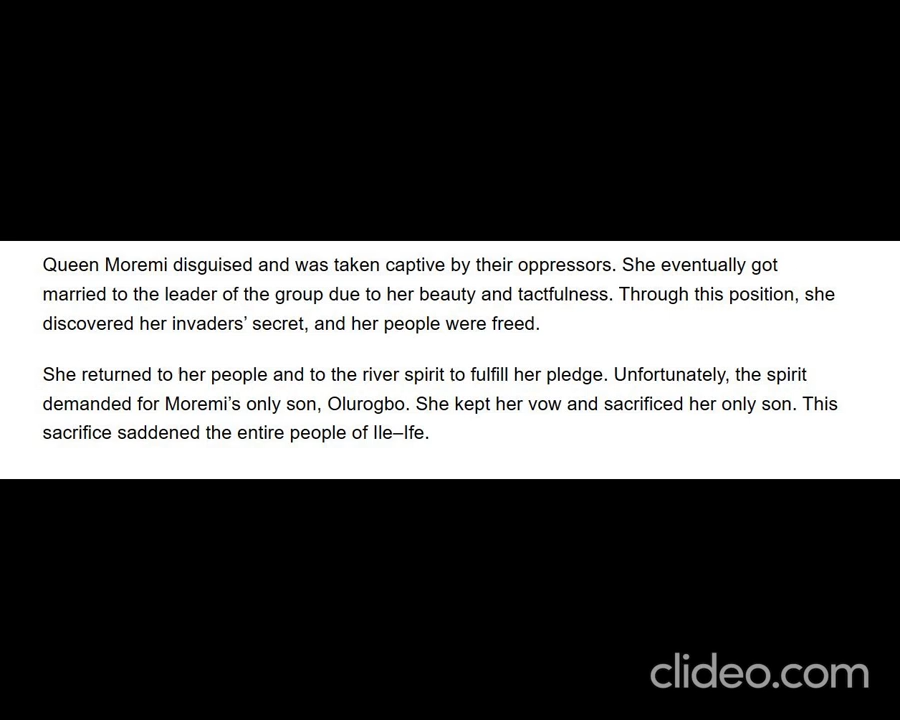 Queen Moremi disguised and was taken captive by their oppressors. She eventually got
married to the leader of the group due to her beauty and tactfulness. Through this position, she
discovered her invaders’ secret, and her people were freed.
She returned to her people and to the river spirit to fulfill her pledge. Unfortunately, the spirit
demanded for Moremi’s only son, Olurogbo. She kept her vow and sacrificed her only son. This
sacrifice saddened the entire people of Ile–Ife.
clideo.com